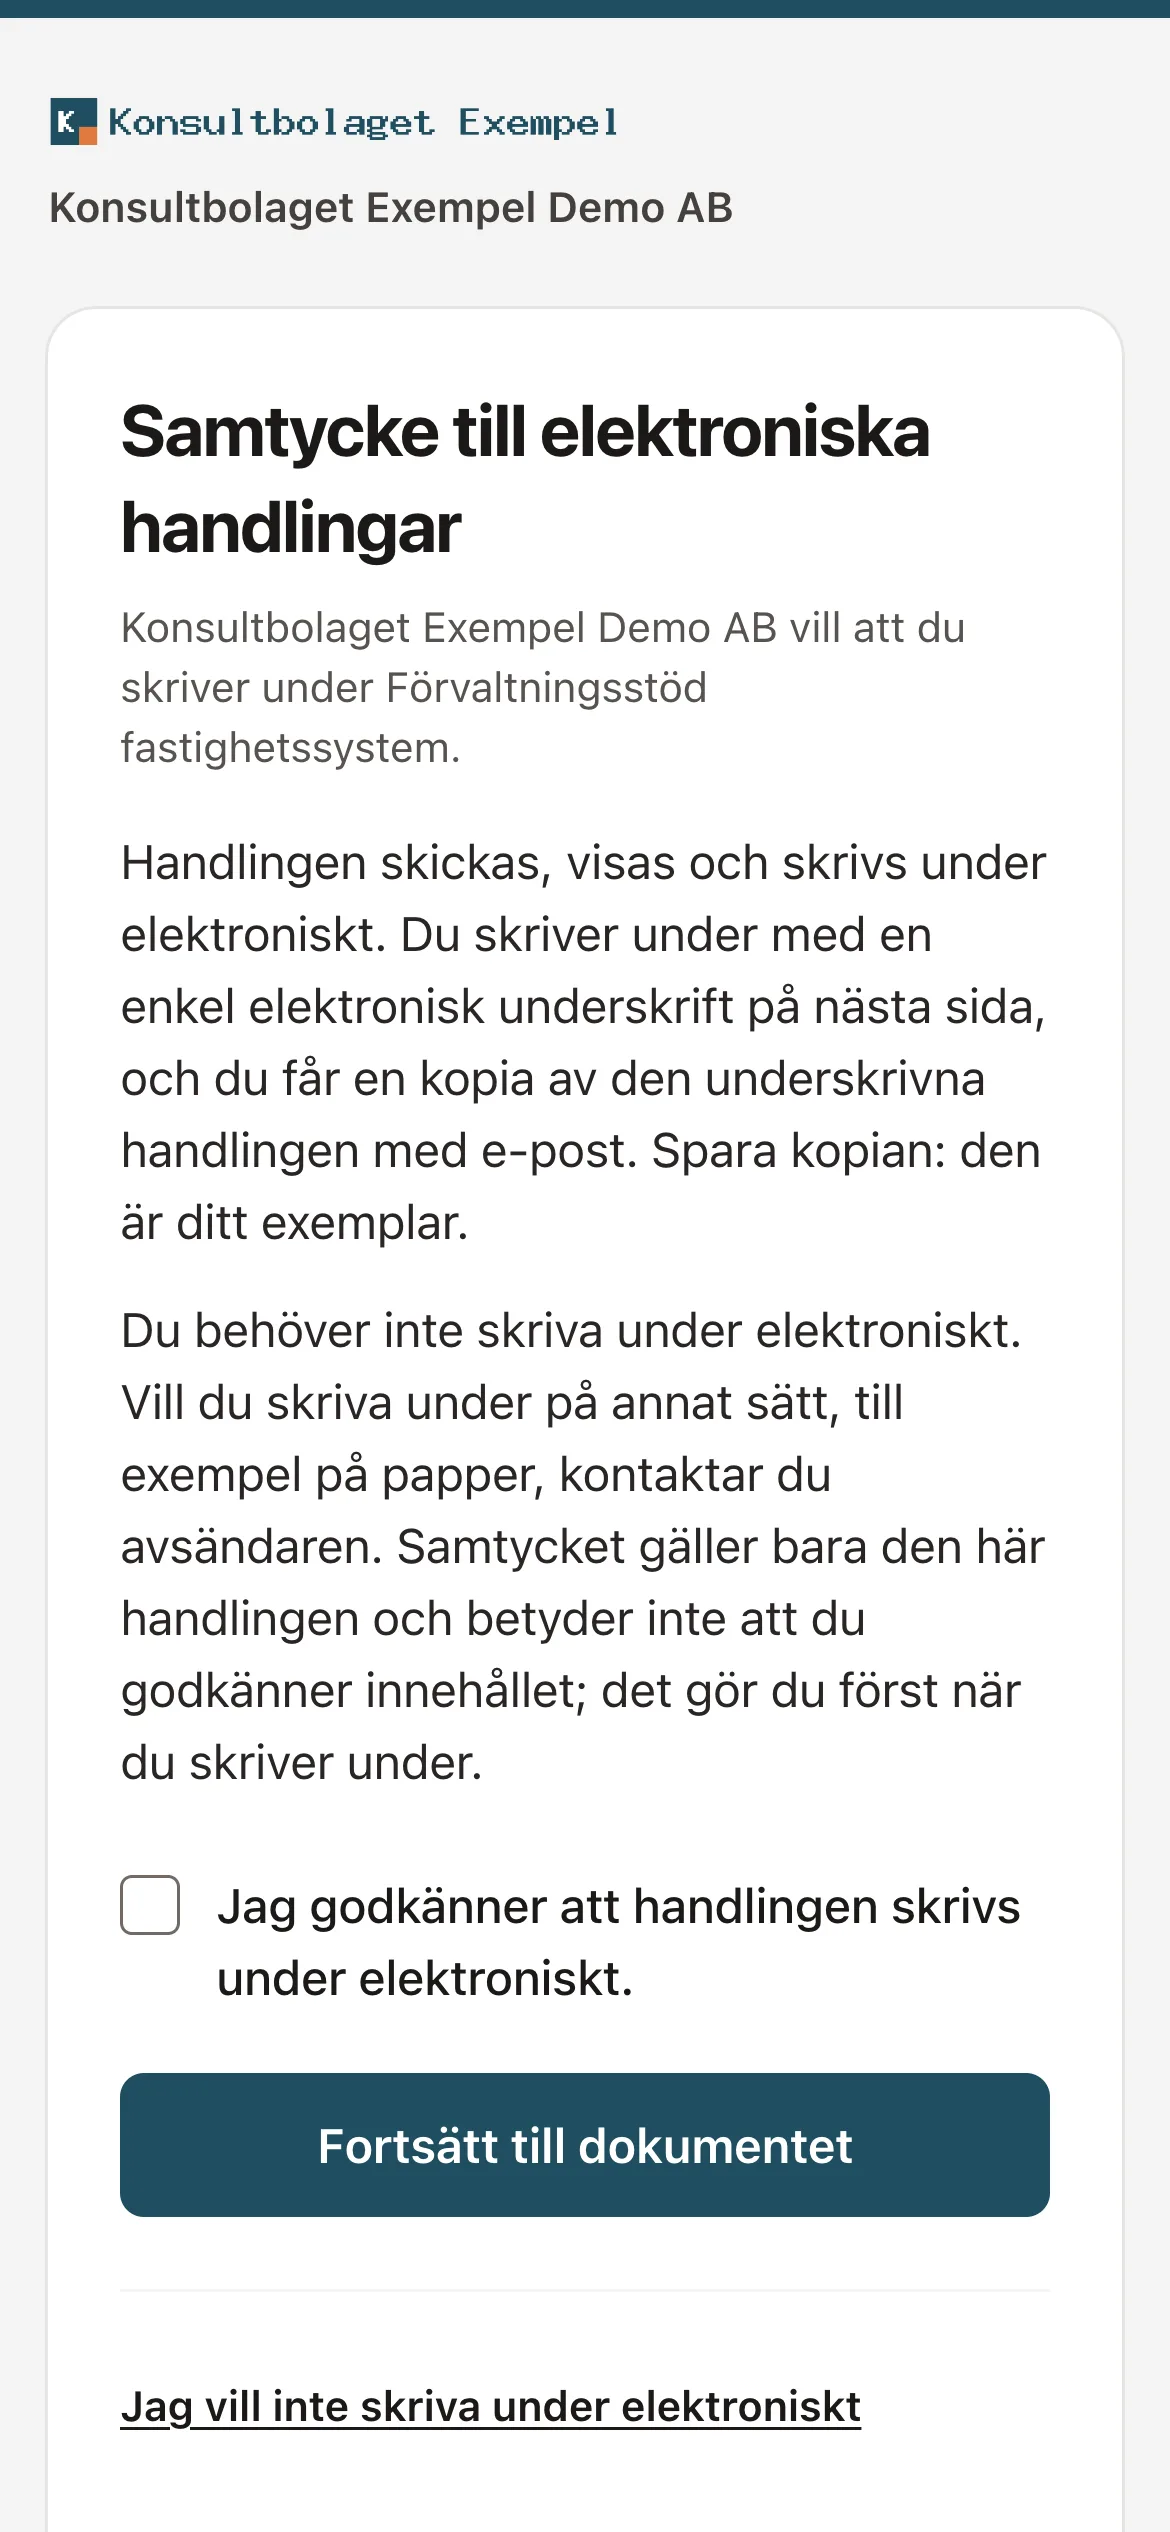 K Konsultbolaget Exempel
Konsultbolaget Exempel Demo AB
Samtycke till elektroniska
handlingar
Konsultbolaget Exempel Demo AB vill att du
skriver under Förvaltningsstöd
fastighetssystem.
Handlingen skickas, visas och skrivs under
elektroniskt. Du skriver under med en
enkel elektronisk underskrift på nästa sida,
och du får en kopia av den underskrivna
handlingen med e-post. Spara kopian: den
är ditt exemplar.
Du behöver inte skriva under elektroniskt.
Vill du skriva under på annat sätt, till
exempel på papper, kontaktar du
avsändaren. Samtycket gäller bara den här
handlingen och betyder inte att du
godkänner innehållet; det gör du först när
du skriver under.
Jag godkänner att handlingen skrivs
under elektroniskt.
Fortsätt till dokumentet
Jag vill inte skriva under elektroniskt